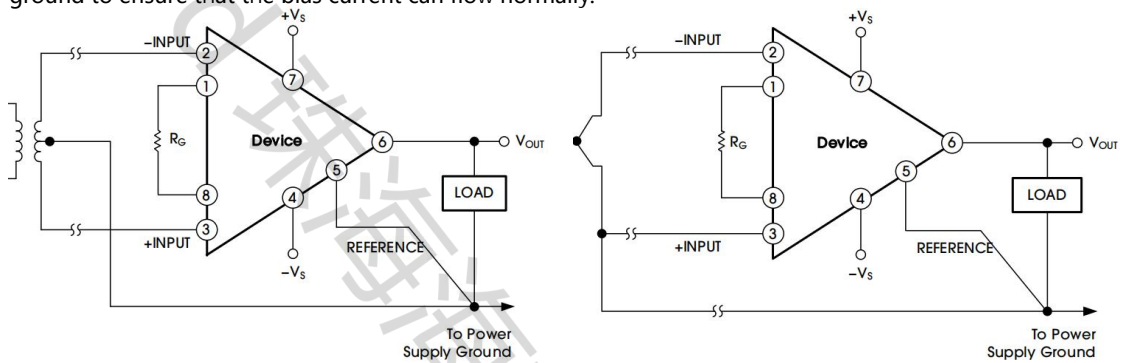 ground to ensure that the bias current can flow normally.
+VS
−INPUT
2
1
7
RG
Device
6
VOUT
5
LOAD
8
4
3
+INPUT
REFERENCE
−VS
To Power
Supply Ground
+VS
−INPUT
2
1
7
RG
Device
6
VOUT
5
LOAD
8
4
3
+INPUT
REFERENCE
−VS
To Power
Supply Ground
d 珠海